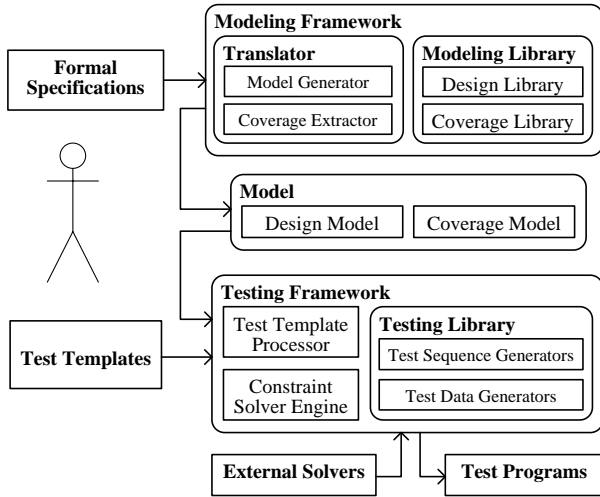 Modeling Framework
Formal
Specifications
Translator
Model Generator
Coverage Extractor
Modeling Library
Design Library
Coverage Library
Model
Design Model
Coverage Model
Testing Framework
Test Templates
Test Template
Processor
Constraint
Solver Engine
Testing Library
Test Sequence Generators
Test Data Generators
External Solvers
Test Programs